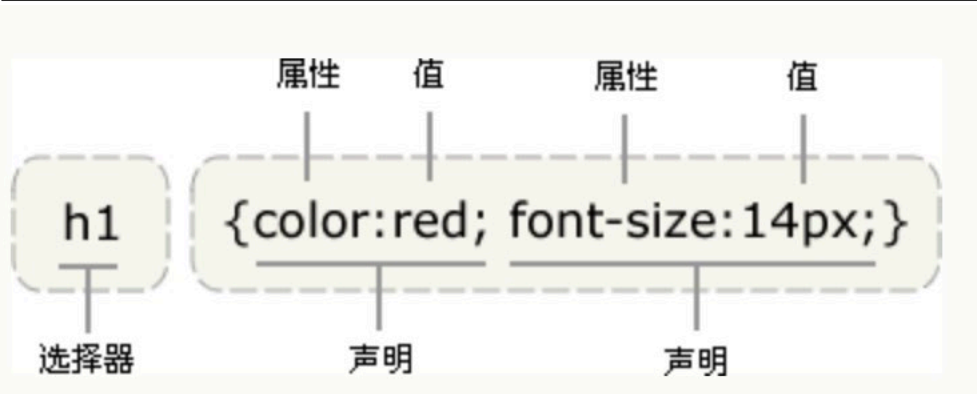 属性 值 属性 值
h1 {color:red; font-size:14px;}
选择器 声明 声明